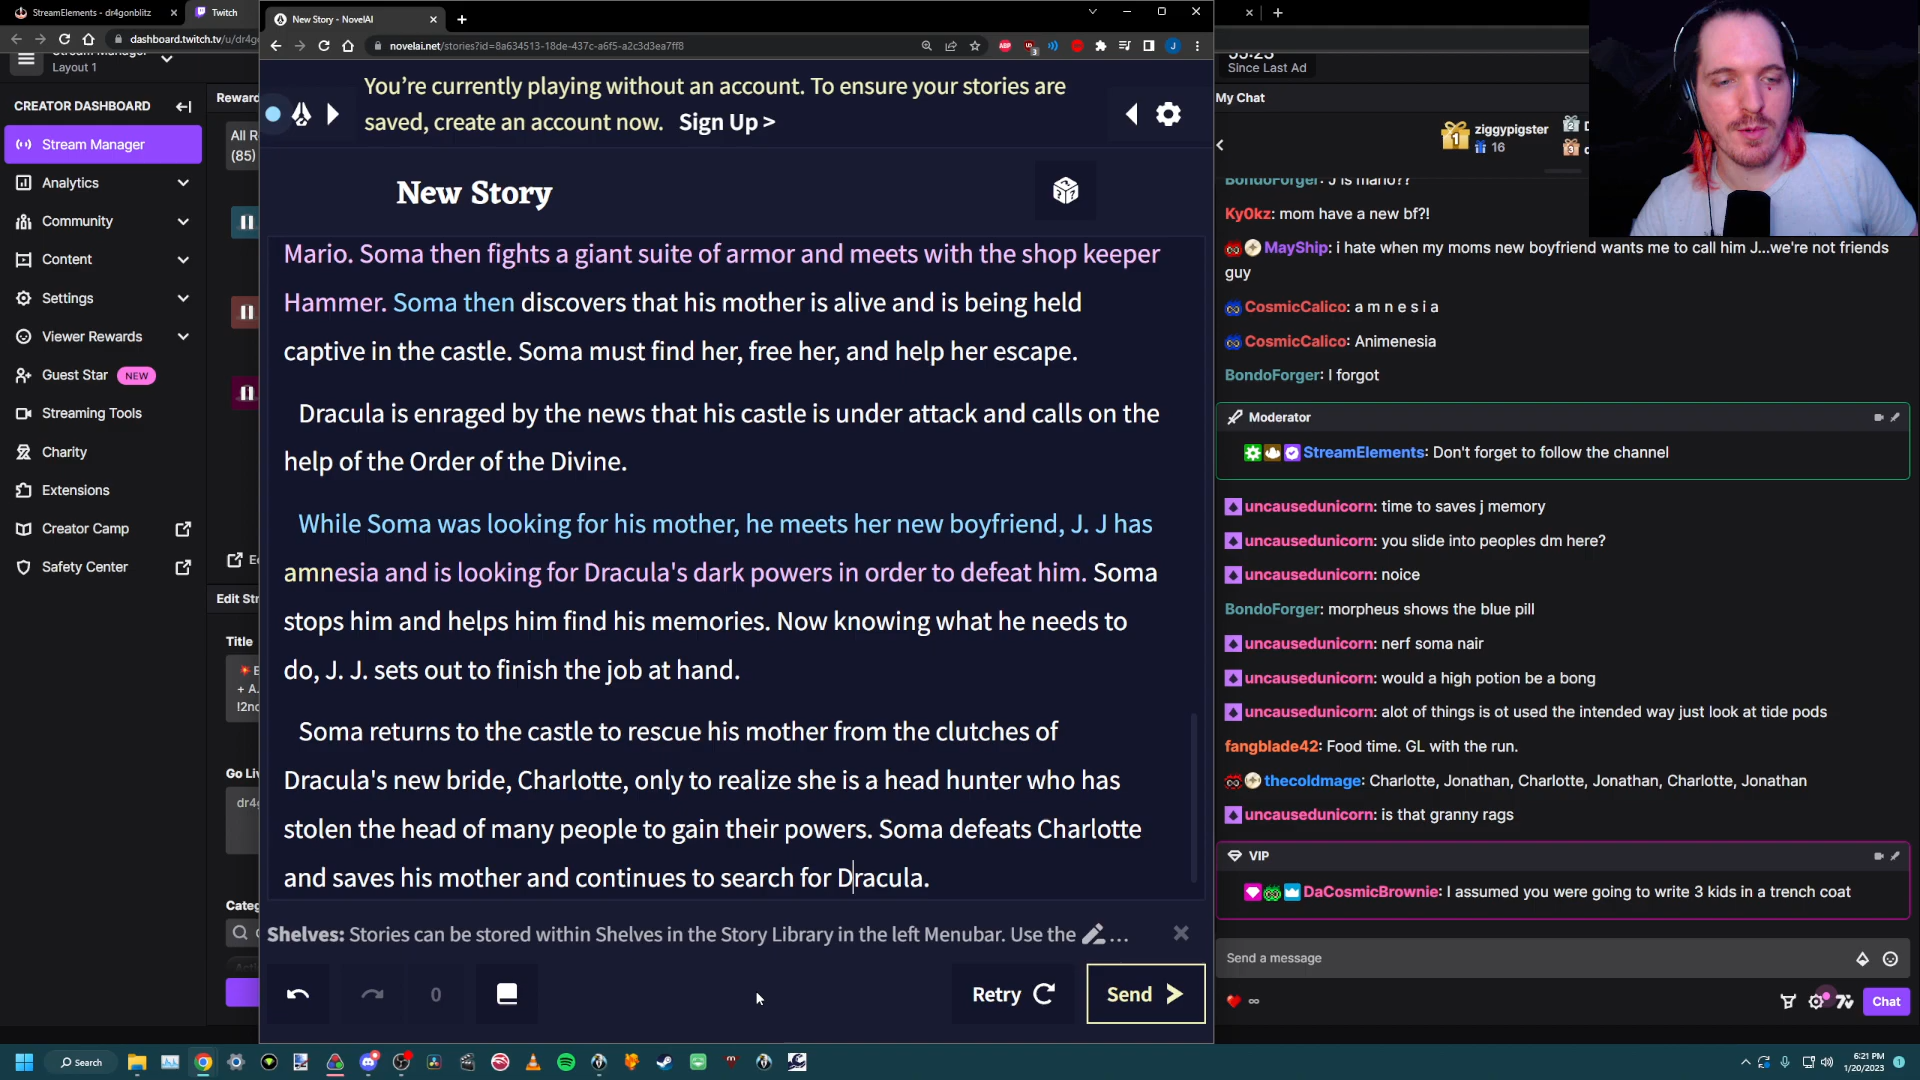 StreamElements - dr4gonblitz
Twitch
New Story - NovelAI
dashboard.twitch.tv/u/dr4g
novelai.net/stories?id=8a634513-18de-437c-a6f5-a2c3d3ea7ff8
Stream Manager
Layout 1
CREATOR DASHBOARD
Stream Manager
Analytics
Community
Content
Settings
Viewer Rewards
Guest Star NEW
Streaming Tools
Charity
Extensions
Creator Camp
Safety Center
Reward
All R
(85)
Edit Str
Title
+ A.
!2nd
Go Liv
dr4g
Categ
You're currently playing without an account. To ensure your stories are
saved, create an account now. Sign Up >
New Story
Mario. Soma then fights a giant suite of armor and meets with the shop keeper
Hammer. Soma then discovers that his mother is alive and is being held
captive in the castle. Soma must find her, free her, and help her escape.
Dracula is enraged by the news that his castle is under attack and calls on the
help of the Order of the Divine.
While Soma was looking for his mother, he meets her new boyfriend, J. J has
amnesia and is looking for Dracula's dark powers in order to defeat him. Soma
stops him and helps him find his memories. Now knowing what he needs to
do, J. J. sets out to finish the job at hand.
Soma returns to the castle to rescue his mother from the clutches of
Dracula's new bride, Charlotte, only to realize she is a head hunter who has
stolen the head of many people to gain their powers. Soma defeats Charlotte
and saves his mother and continues to search for Dracula.
Shelves: Stories can be stored within Shelves in the Story Library in the left Menubar. Use the ...
0
Retry
Send
Since Last Ad
My Chat
ziggypigster
16
BondoForger: J is mario??
Ky0kz: mom have a new bf?!
MayShip: i hate when my moms new boyfriend wants me to call him J...we're not friends
guy
CosmicCalico: a m n e s i a
CosmicCalico: Animenesia
BondoForger: I forgot
Moderator
StreamElements: Don't forget to follow the channel
uncausedunicorn: time to saves j memory
uncausedunicorn: you slide into peoples dm here?
uncausedunicorn: noice
BondoForger: morpheus shows the blue pill
uncausedunicorn: nerf soma nair
uncausedunicorn: would a high potion be a bong
uncausedunicorn: alot of things is ot used the intended way just look at tide pods
fangblade42: Food time. GL with the run.
thecoldmage: Charlotte, Jonathan, Charlotte, Jonathan, Charlotte, Jonathan
uncausedunicorn: is that granny rags
VIP
DaCosmicBrownie: I assumed you were going to write 3 kids in a trench coat
Send a message
Chat
Search
6:21 PM
1/20/2023